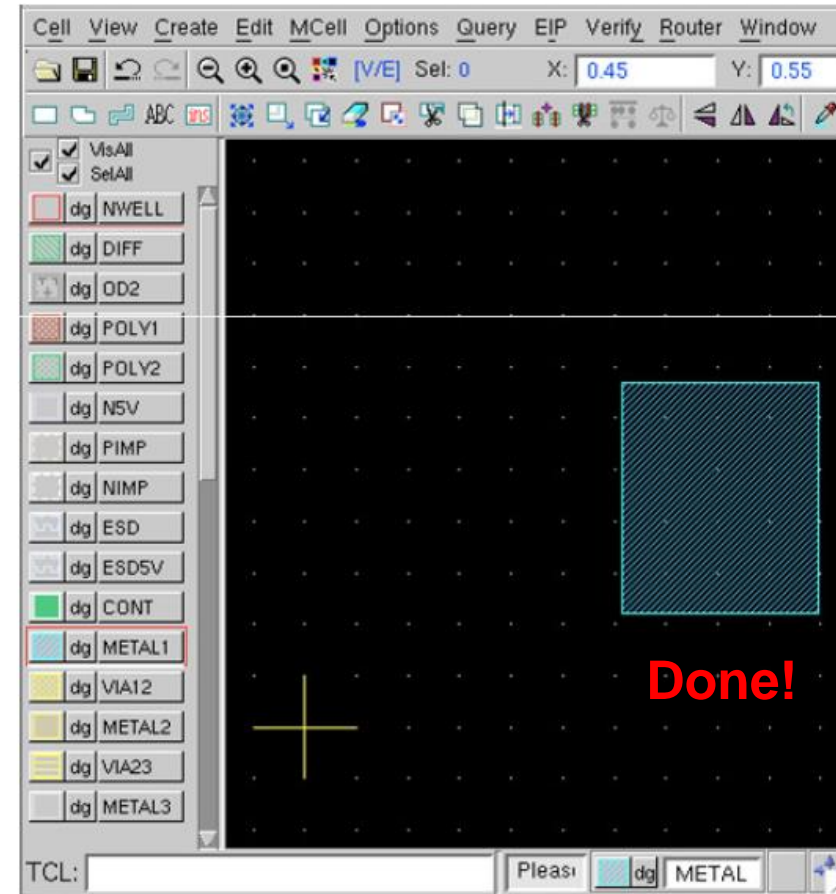 Cell View Create Edit MCell Options Query EIP Verify Router Window
[V/E] Sel: 0 X: 0.45 Y: 0.55
ABC INS
VisAll
SelAll
dg NWELL
dg DIFF
dg OD2
dg POLY1
dg POLY2
dg N5V
dg PIMP
dg NIMP
dg ESD
dg ESD5V
dg CONT
dg METAL1
dg VIA12
dg METAL2
dg VIA23
dg METAL3
Done!
TCL: Pleas dg METAL